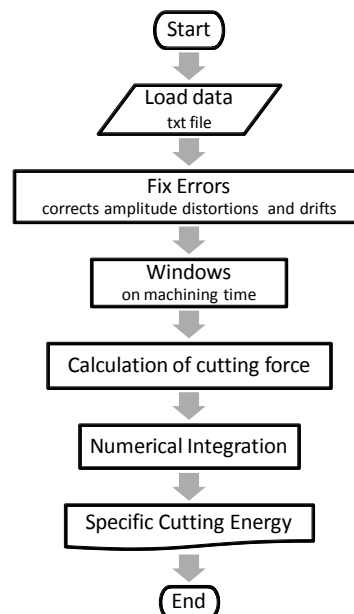 Start
Load data
txt file
Fix Errors
corrects amplitude distortions and drifts
Windows
on machining time
Calculation of cutting force
Numerical Integration
Specific Cutting Energy
End